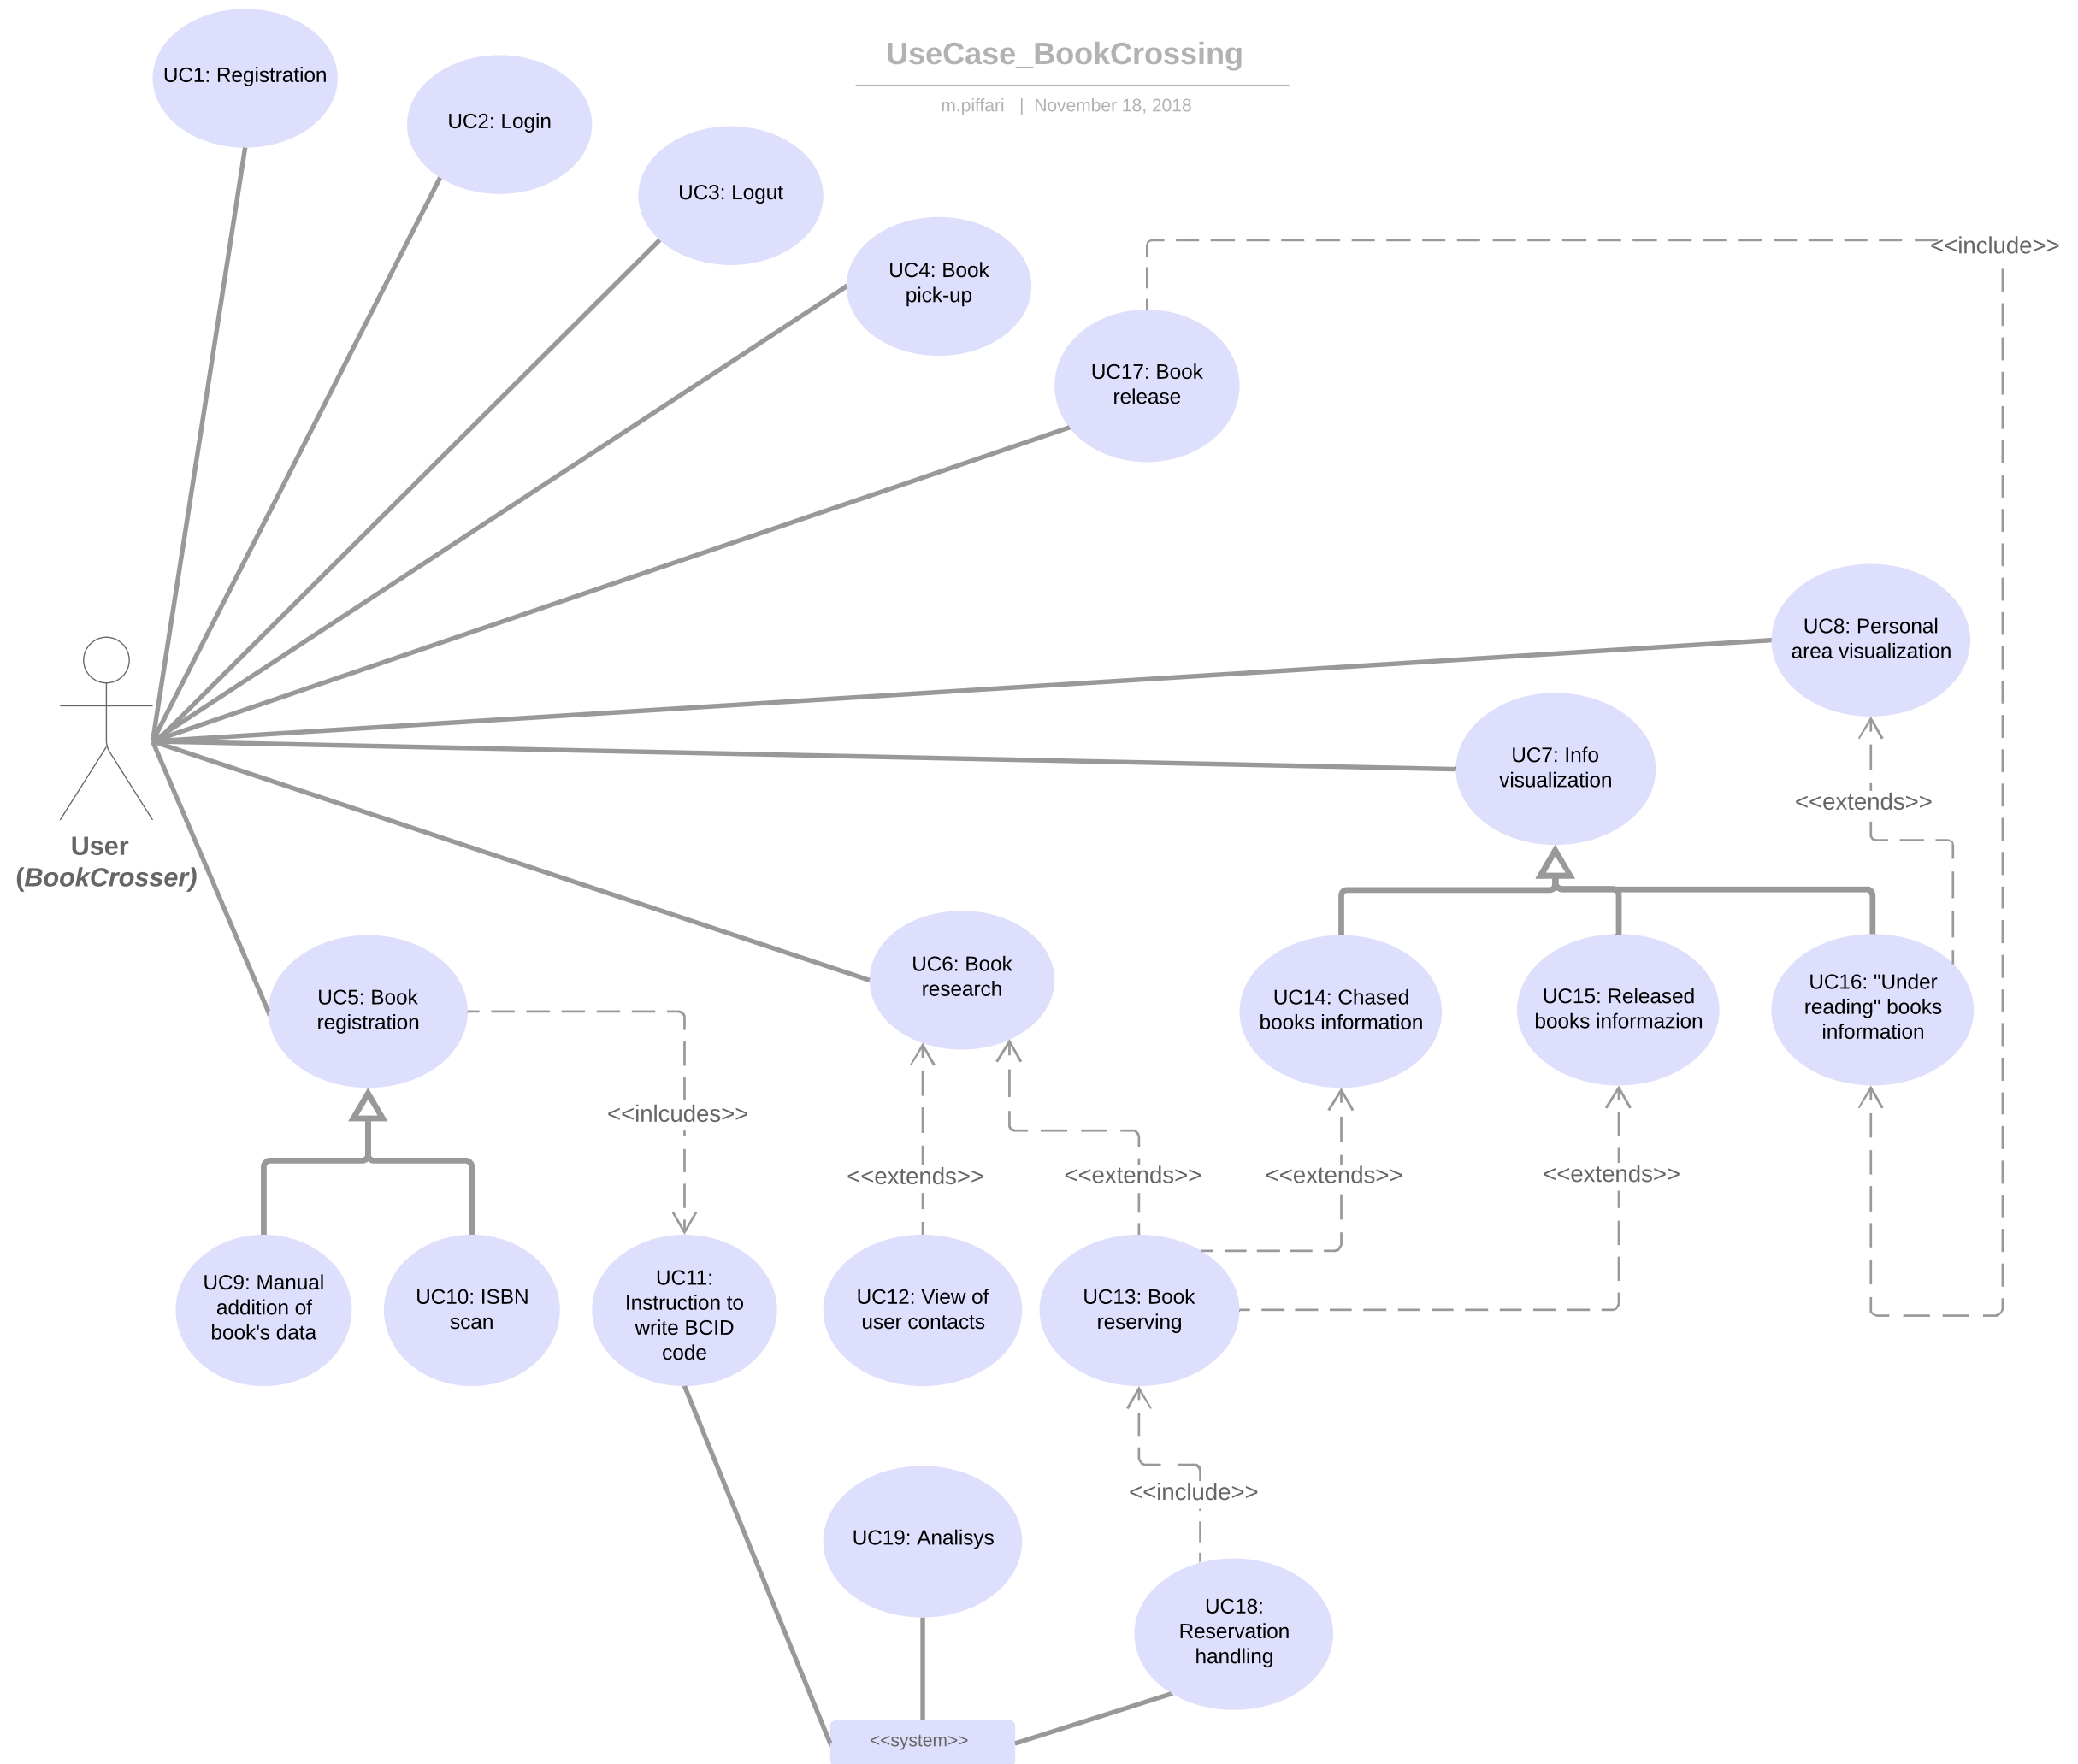 UseCase_BookCrossing
m.piffari | November 18, 2018
UC1: Registration
UC2: Login
UC3: Logut
UC4: Book
pick-up
<<include>>
UC17: Book
release
UC8: Personal
area visualization
UC7: Info
visualization
<<extends>>
User
(BookCrosser)
UC5: Book
registration
UC6: Book
research
UC14: Chased
books information
UC15: Released
books informazion
UC16: "Under
reading" books
information
<<inlcudes>>
<<extends>>
<<extends>>
<<extends>>
<<extends>>
UC9: Manual
addition of
book's data
UC10: ISBN
scan
UC11:
Instruction to
write BCID
code
UC12: View of
user contacts
UC13: Book
reserving
<<include>>
UC19: Analisys
UC18:
Reservation
handling
<<system>>